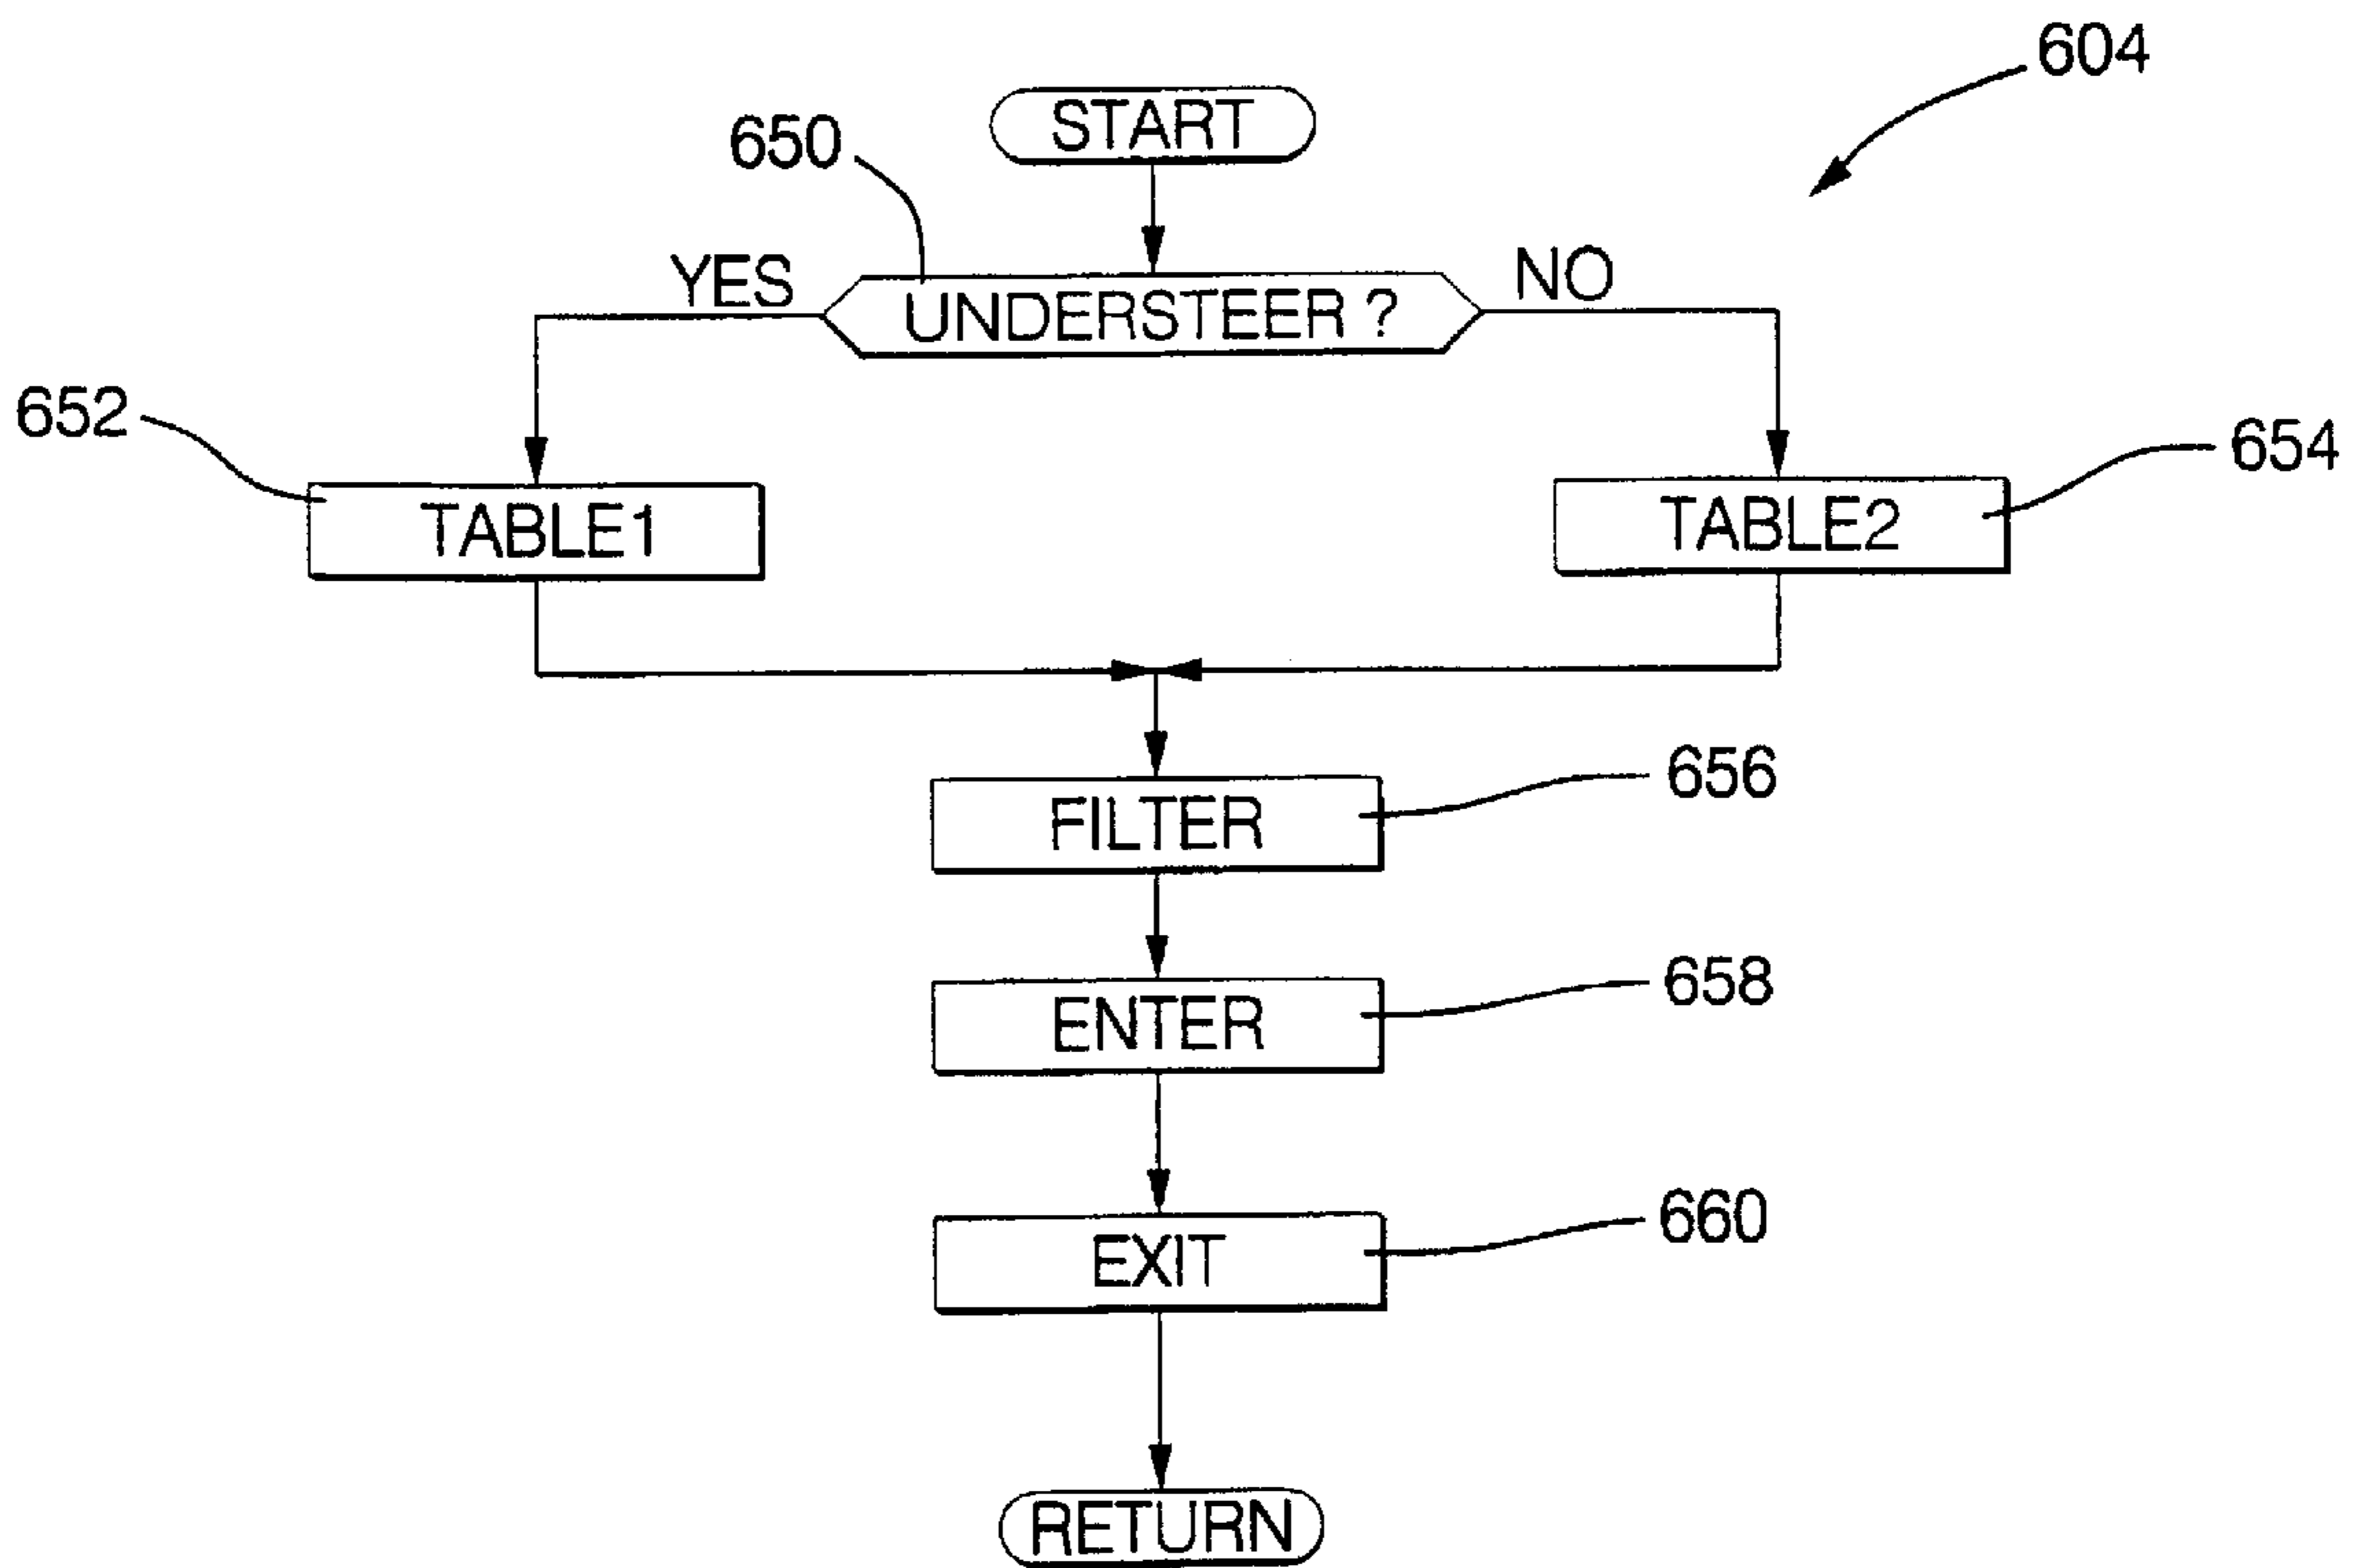 604
START
650
YES
NO
UNDERSTEER ?
652
654
TABLE1
TABLE2
656
FILTER
658
ENTER
660
EXIT
RETURN